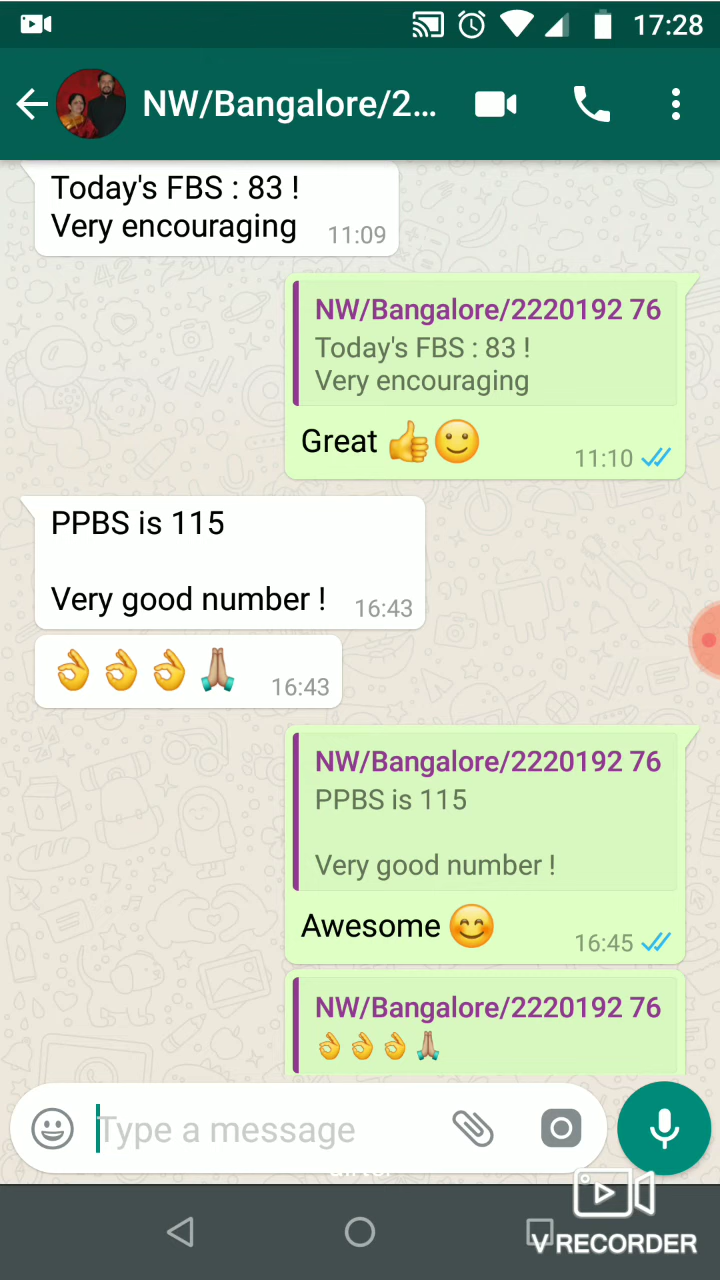 17:28
NW/Bangalore/2...
Today's FBS : 83 !
Very encouraging
11:09
NW/Bangalore/2220192 76
Today's FBS : 83 !
Very encouraging
Great 👍🙂
11:10
PPBS is 115
Very good number !
16:43
👌👌👌🙏🏽
16:43
NW/Bangalore/2220192 76
PPBS is 115
Very good number !
Awesome 😊
16:45
NW/Bangalore/2220192 76
👌👌👌🙏🏽
Type a message
VRECORDER